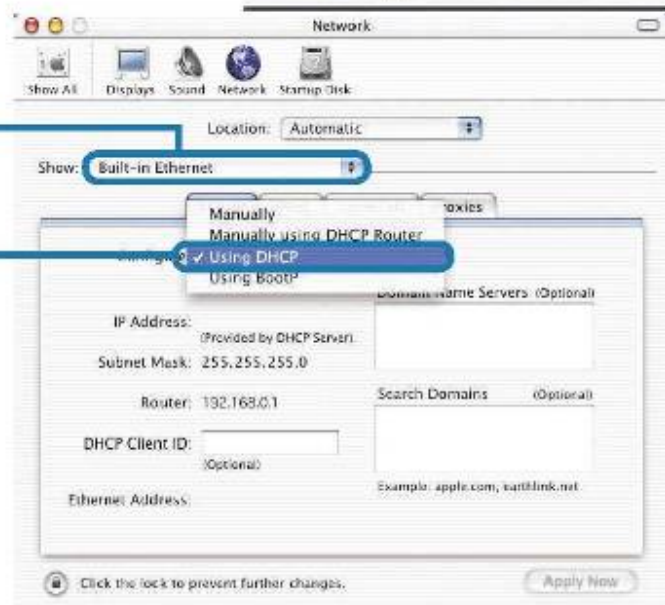 Network
Show All Displays Sound Network Startup Disk
Location: Automatic
Show: Built-in Ethernet
oxies
Manually
Manually using DHCP Router
✓ Using DHCP
Using BootP
Domain Name Servers (Optional)
IP Address:
(Provided by DHCP Server)
Subnet Mask: 255.255.255.0
Router: 192.168.0.1
Search Domains (Optional)
DHCP Client ID:
(Optional)
Example: apple.com, earthlink.net
Ethernet Address:
Click the lock to prevent further changes.
Apply Now